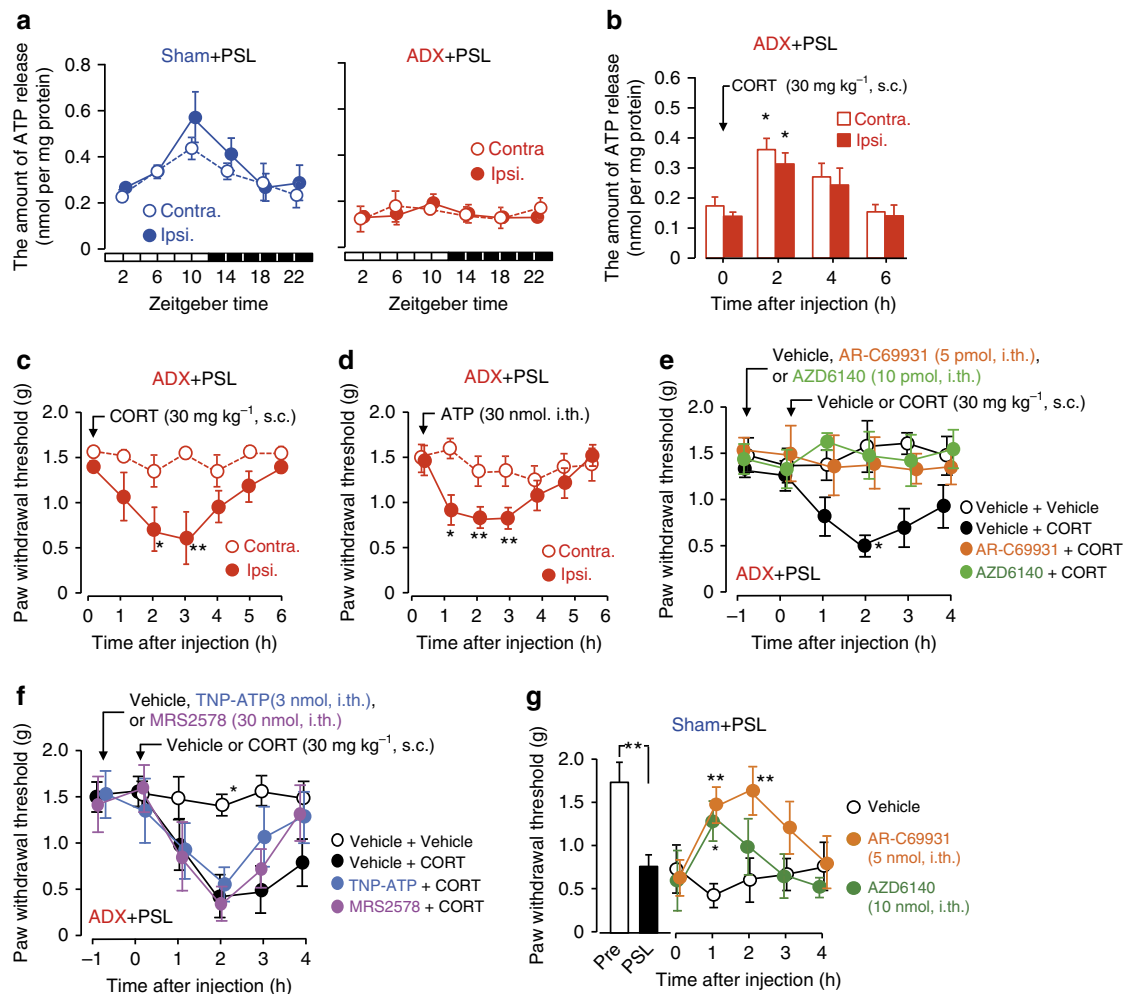 a
Sham+PSL
ADX+PSL
The amount of ATP release
(nmol per mg protein)
0.8
0.6
0.4
0.2
0
Contra.
Ipsi.
Contra
Ipsi.
2 6 10 14 18 22
2 6 10 14 18 22
Zeitgeber time
Zeitgeber time
b
ADX+PSL
The amount of ATP release
(nmol per mg protein)
CORT (30 mg kg⁻¹, s.c.)
0.6
0.5
0.4
0.3
0.2
0.1
0
* *
Contra.
Ipsi.
0 2 4 6
Time after injection (h)
c
ADX+PSL
CORT (30 mg kg⁻¹, s.c.)
Paw withdrawal threshold (g)
2.0
1.5
1.0
0.5
0
* **
Contra.
Ipsi.
0 1 2 3 4 5 6
Time after injection (h)
d
ADX+PSL
ATP (30 nmol. i.th.)
Paw withdrawal threshold (g)
2.0
1.5
1.0
0.5
0
* ** **
Contra.
Ipsi.
0 1 2 3 4 5 6
Time after injection (h)
e
Vehicle, AR-C69931 (5 pmol, i.th.),
or AZD6140 (10 pmol, i.th.)
Vehicle or CORT (30 mg kg⁻¹, s.c.)
Paw withdrawal threshold (g)
2.0
1.5
1.0
0.5
0
*
Vehicle + Vehicle
Vehicle + CORT
AR-C69931 + CORT
AZD6140 + CORT
ADX+PSL
–1 0 1 2 3 4
Time after injection (h)
f
Vehicle, TNP-ATP(3 nmol, i.th.),
or MRS2578 (30 nmol, i.th.)
Vehicle or CORT (30 mg kg⁻¹, s.c.)
Paw withdrawal threshold (g)
2.0
1.5
1.0
0.5
0
*
Vehicle + Vehicle
Vehicle + CORT
TNP-ATP + CORT
MRS2578 + CORT
ADX+PSL
–1 0 1 2 3 4
Time after injection (h)
g
Sham+PSL
Paw withdrawal threshold (g)
2.0
1.5
1.0
0.5
0
**
** **
*
Vehicle
AR-C69931
(5 nmol, i.th.)
AZD6140
(10 nmol, i.th.)
Pre PSL
0 1 2 3 4
Time after injection (h)